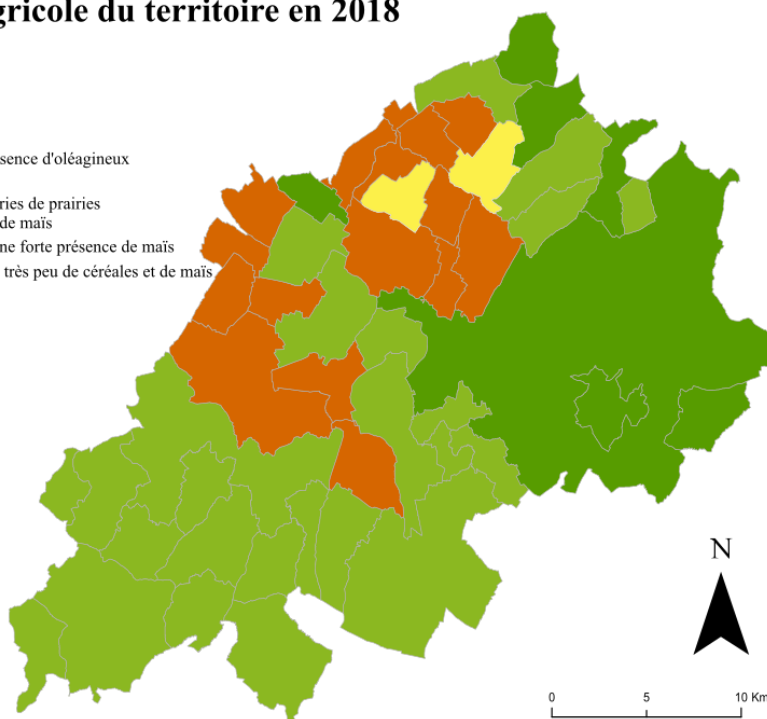 gricole du territoire en 2018
sence d'oléagineux
ries de prairies
de maïs
ne forte présence de maïs
très peu de céréales et de maïs
N
0 5 10 Km